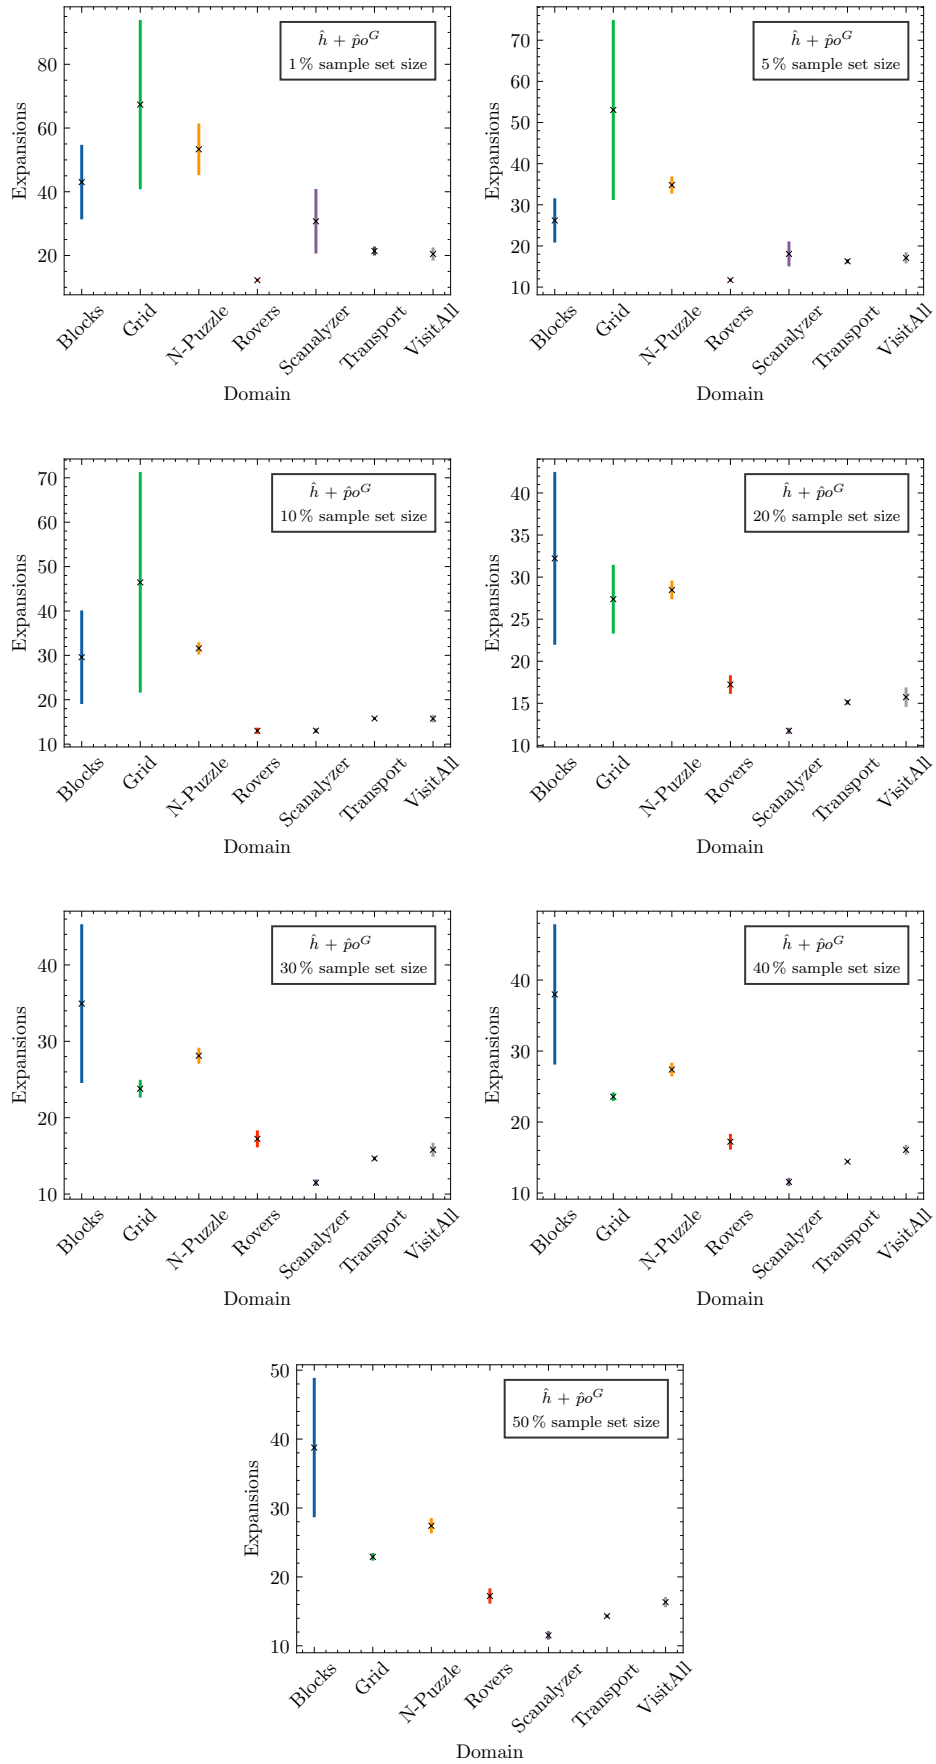 ĥ + p̂o^G
1 % sample set size
80
60
40
20
Expansions
Blocks
Grid
N-Puzzle
Rovers
Scanalyzer
Transport
VisitAll
Domain
ĥ + p̂o^G
5 % sample set size
70
60
50
40
30
20
10
Expansions
Blocks
Grid
N-Puzzle
Rovers
Scanalyzer
Transport
VisitAll
Domain
ĥ + p̂o^G
10 % sample set size
70
60
50
40
30
20
10
Expansions
Blocks
Grid
N-Puzzle
Rovers
Scanalyzer
Transport
VisitAll
Domain
ĥ + p̂o^G
20 % sample set size
40
35
30
25
20
15
10
Expansions
Blocks
Grid
N-Puzzle
Rovers
Scanalyzer
Transport
VisitAll
Domain
ĥ + p̂o^G
30 % sample set size
40
30
20
10
Expansions
Blocks
Grid
N-Puzzle
Rovers
Scanalyzer
Transport
VisitAll
Domain
ĥ + p̂o^G
40 % sample set size
40
30
20
10
Expansions
Blocks
Grid
N-Puzzle
Rovers
Scanalyzer
Transport
VisitAll
Domain
ĥ + p̂o^G
50 % sample set size
50
40
30
20
10
Expansions
Blocks
Grid
N-Puzzle
Rovers
Scanalyzer
Transport
VisitAll
Domain